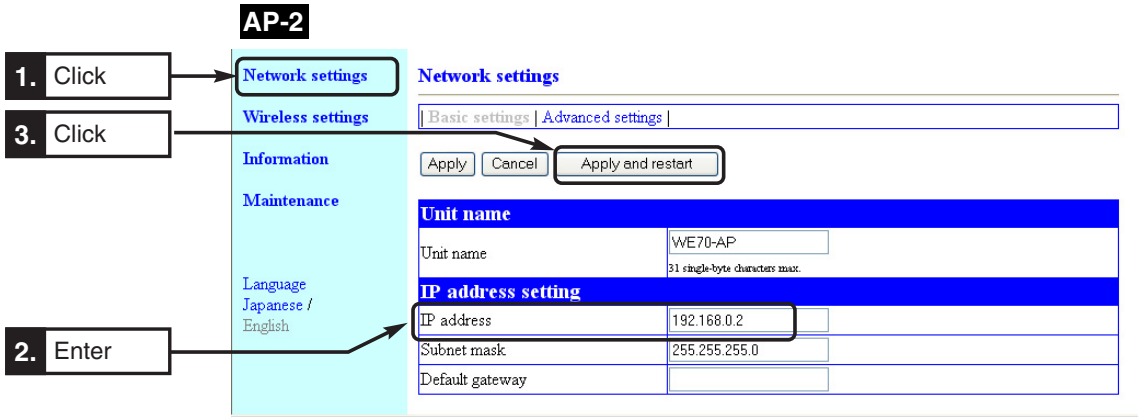 AP-2
1. Click
Network settings
Network settings
Wireless settings
| Basic settings | Advanced settings |
3. Click
Information
Apply Cancel Apply and restart
Maintenance
Unit name
Unit name WE70-AP
31 single-byte characters max.
Language
Japanese /
English
IP address setting
IP address 192.168.0.2
2. Enter
Subnet mask 255.255.255.0
Default gateway